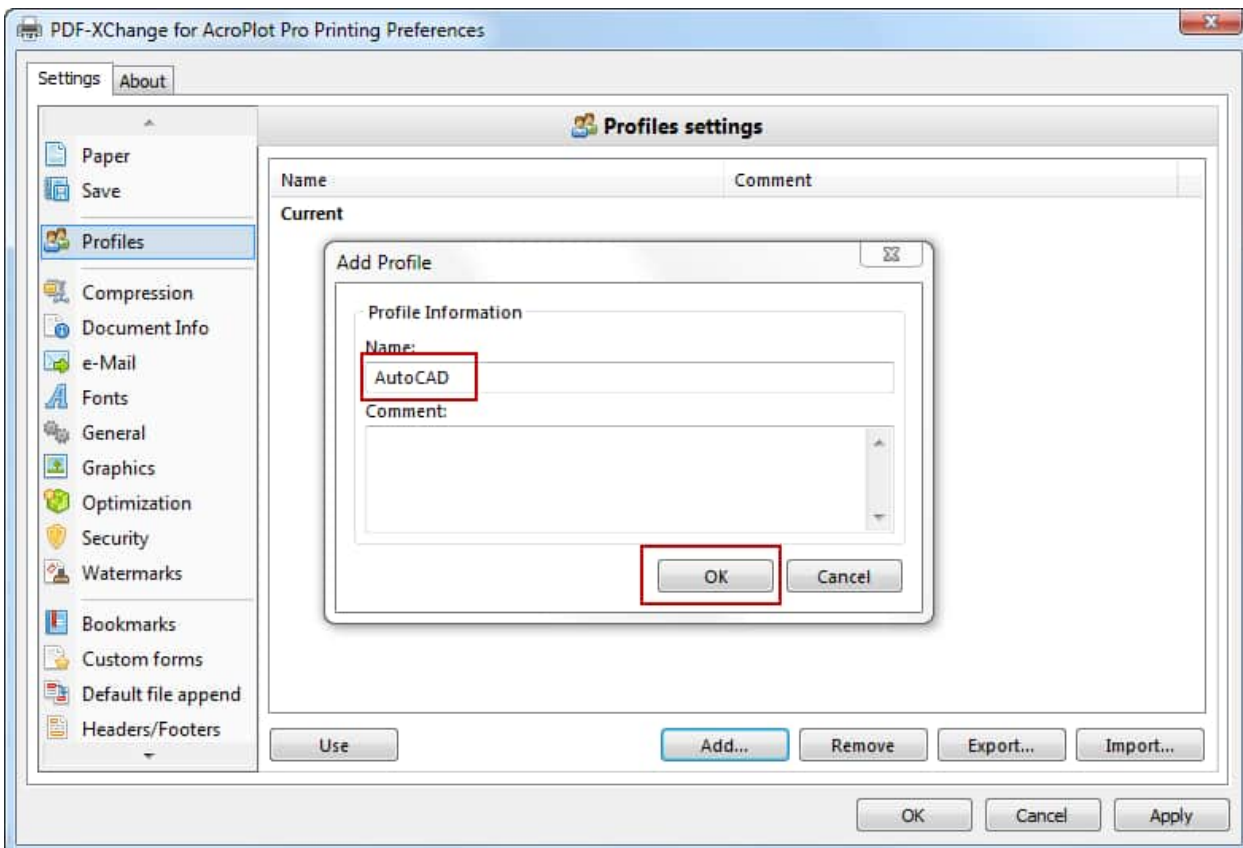 PDF-XChange for AcroPlot Pro Printing Preferences
Settings About
Profiles settings
Paper
Save
Profiles
Compression
Document Info
e-Mail
Fonts
General
Graphics
Optimization
Security
Watermarks
Bookmarks
Custom forms
Default file append
Headers/Footers
Name Comment
Current
Add Profile
Profile Information
Name:
AutoCAD
Comment:
OK Cancel
Use Add... Remove Export... Import...
OK Cancel Apply